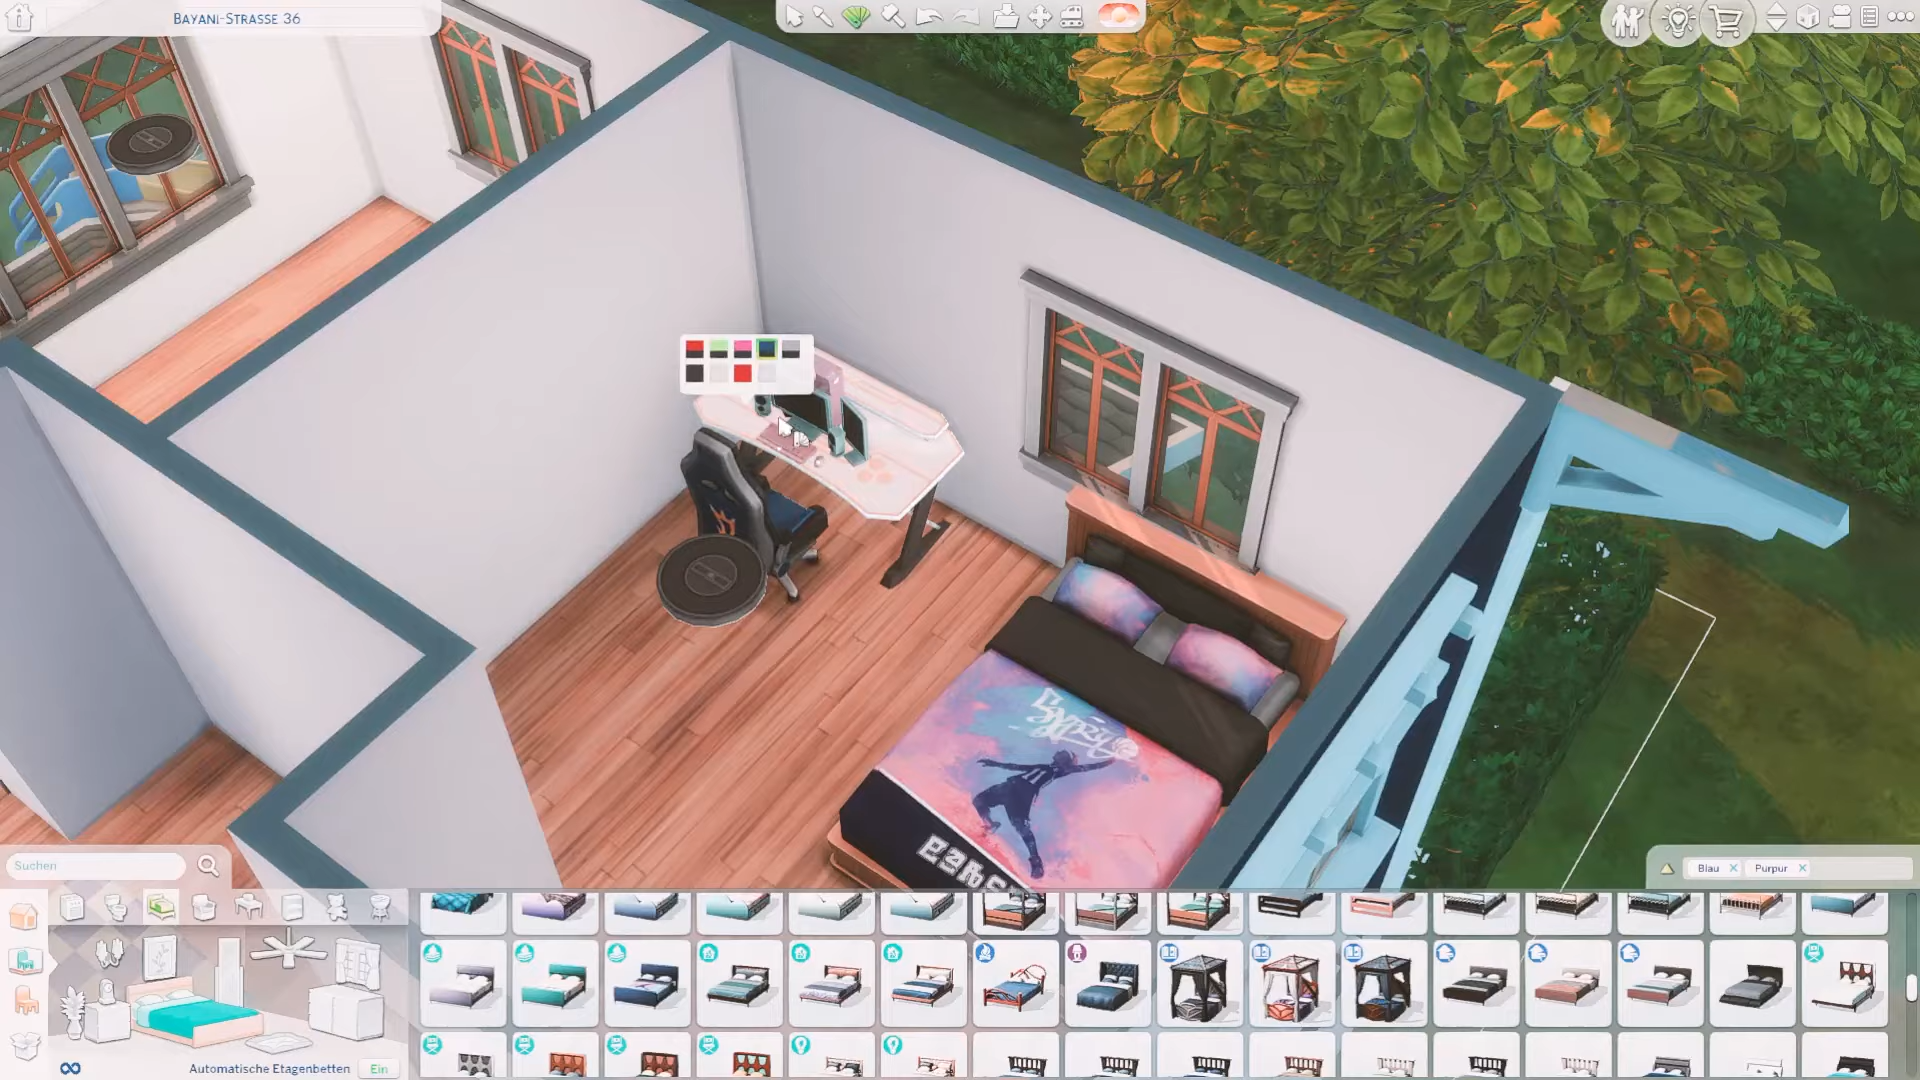 BAYANI-STRASSE 36
Suchen
Blau
Purpur
Automatische Etagenbetten
Ein